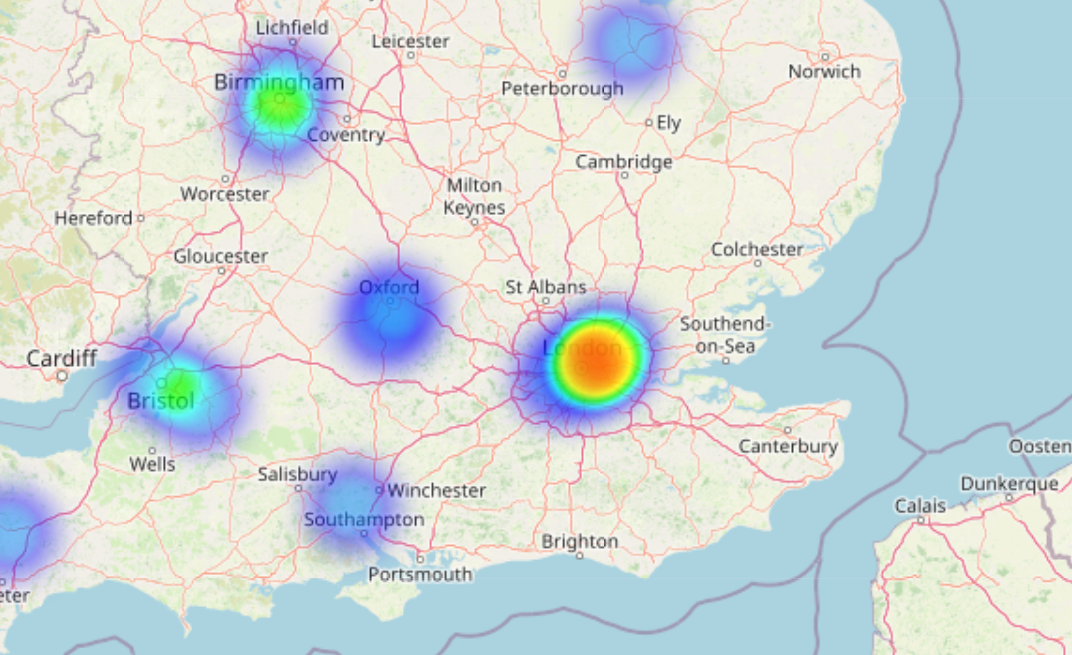 Lichfield
Leicester
Birmingham
Norwich
Peterborough
Coventry
Ely
Cambridge
Worcester
Milton
Keynes
Hereford
Gloucester
Colchester
Oxford
St Albans
Southend-
on-Sea
London
Cardiff
Bristol
Canterbury
Oosten
Wells
Salisbury
Winchester
Dunkerque
Calais
Southampton
Brighton
Portsmouth
eter